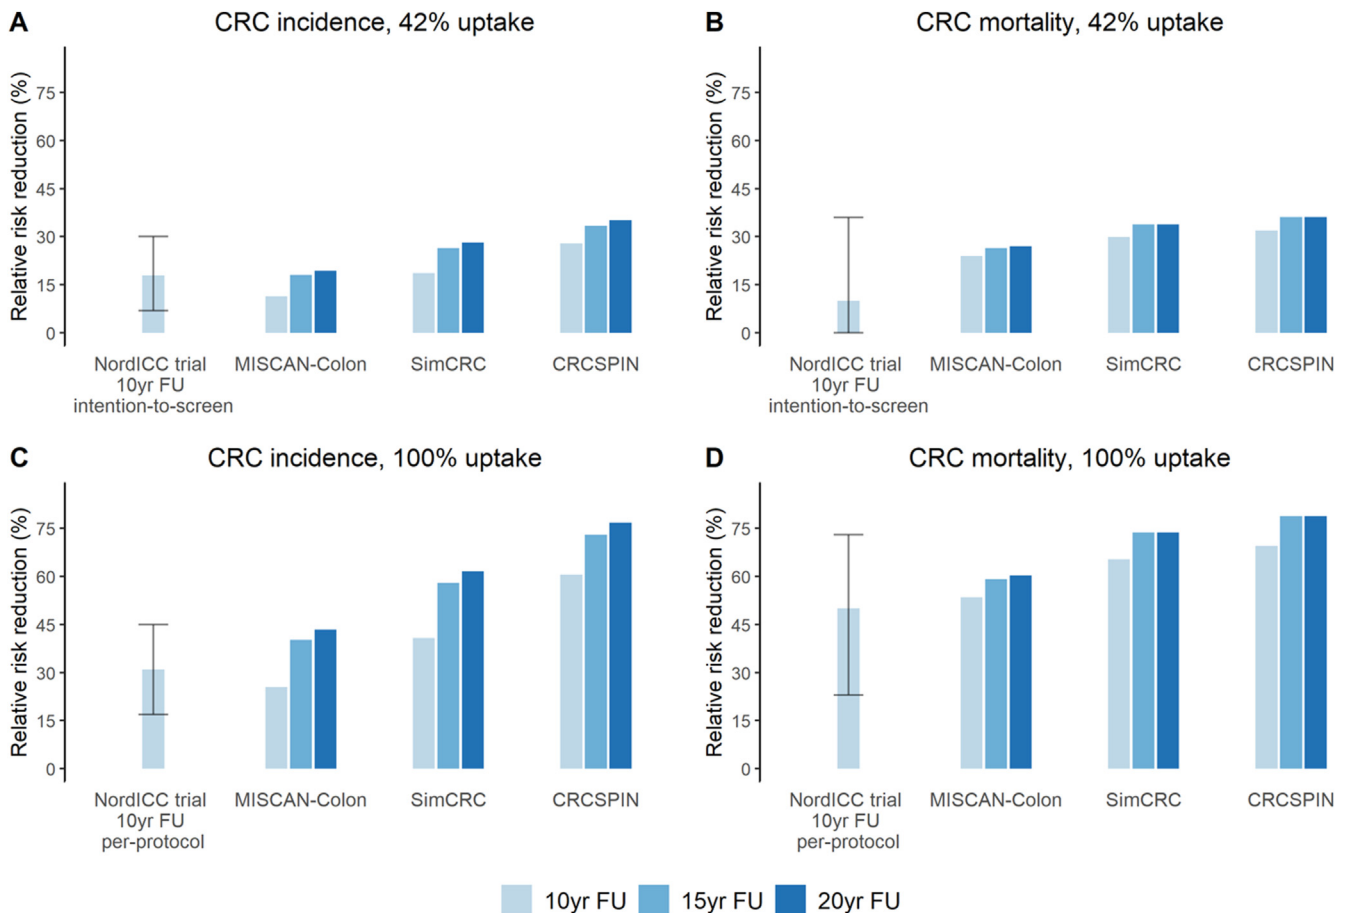 A
CRC incidence, 42% uptake
Relative risk reduction (%)
75
60
45
30
15
0
NordICC trial
10yr FU
intention-to-screen
MISCAN-Colon
SimCRC
CRCSPIN
B
CRC mortality, 42% uptake
Relative risk reduction (%)
75
60
45
30
15
0
NordICC trial
10yr FU
intention-to-screen
MISCAN-Colon
SimCRC
CRCSPIN
C
CRC incidence, 100% uptake
Relative risk reduction (%)
75
60
45
30
15
0
NordICC trial
10yr FU
per-protocol
MISCAN-Colon
SimCRC
CRCSPIN
D
CRC mortality, 100% uptake
Relative risk reduction (%)
75
60
45
30
15
0
NordICC trial
10yr FU
per-protocol
MISCAN-Colon
SimCRC
CRCSPIN
10yr FU
15yr FU
20yr FU